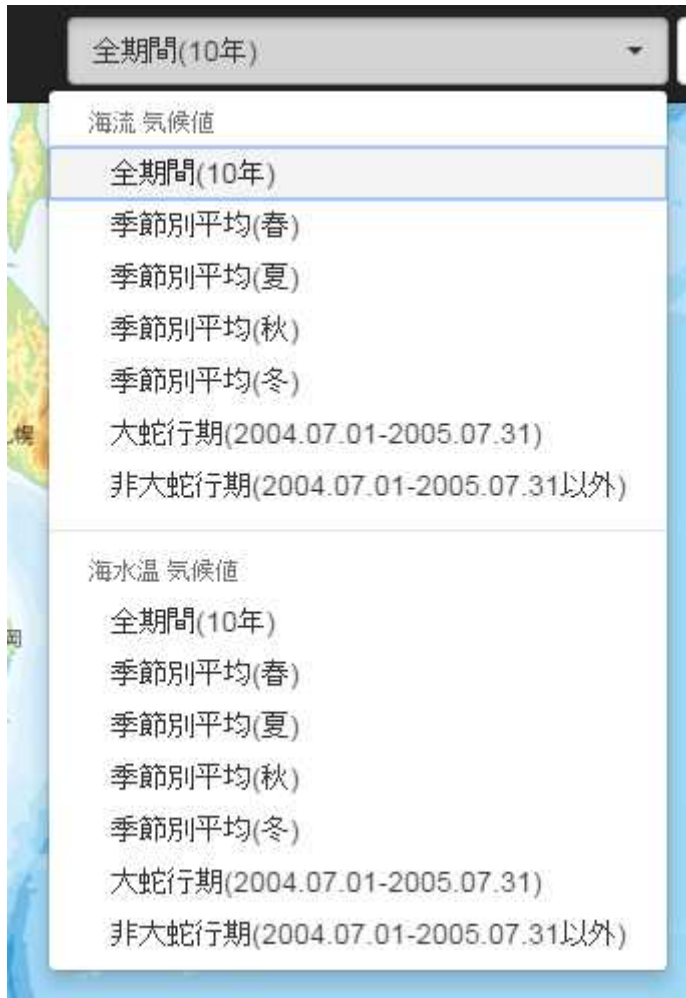 全期間(10年)
海流 気候値
全期間(10年)
季節別平均(春)
季節別平均(夏)
季節別平均(秋)
季節別平均(冬)
大蛇行期(2004.07.01-2005.07.31)
非大蛇行期(2004.07.01-2005.07.31以外)
海水温 気候値
全期間(10年)
季節別平均(春)
季節別平均(夏)
季節別平均(秋)
季節別平均(冬)
大蛇行期(2004.07.01-2005.07.31)
非大蛇行期(2004.07.01-2005.07.31以外)